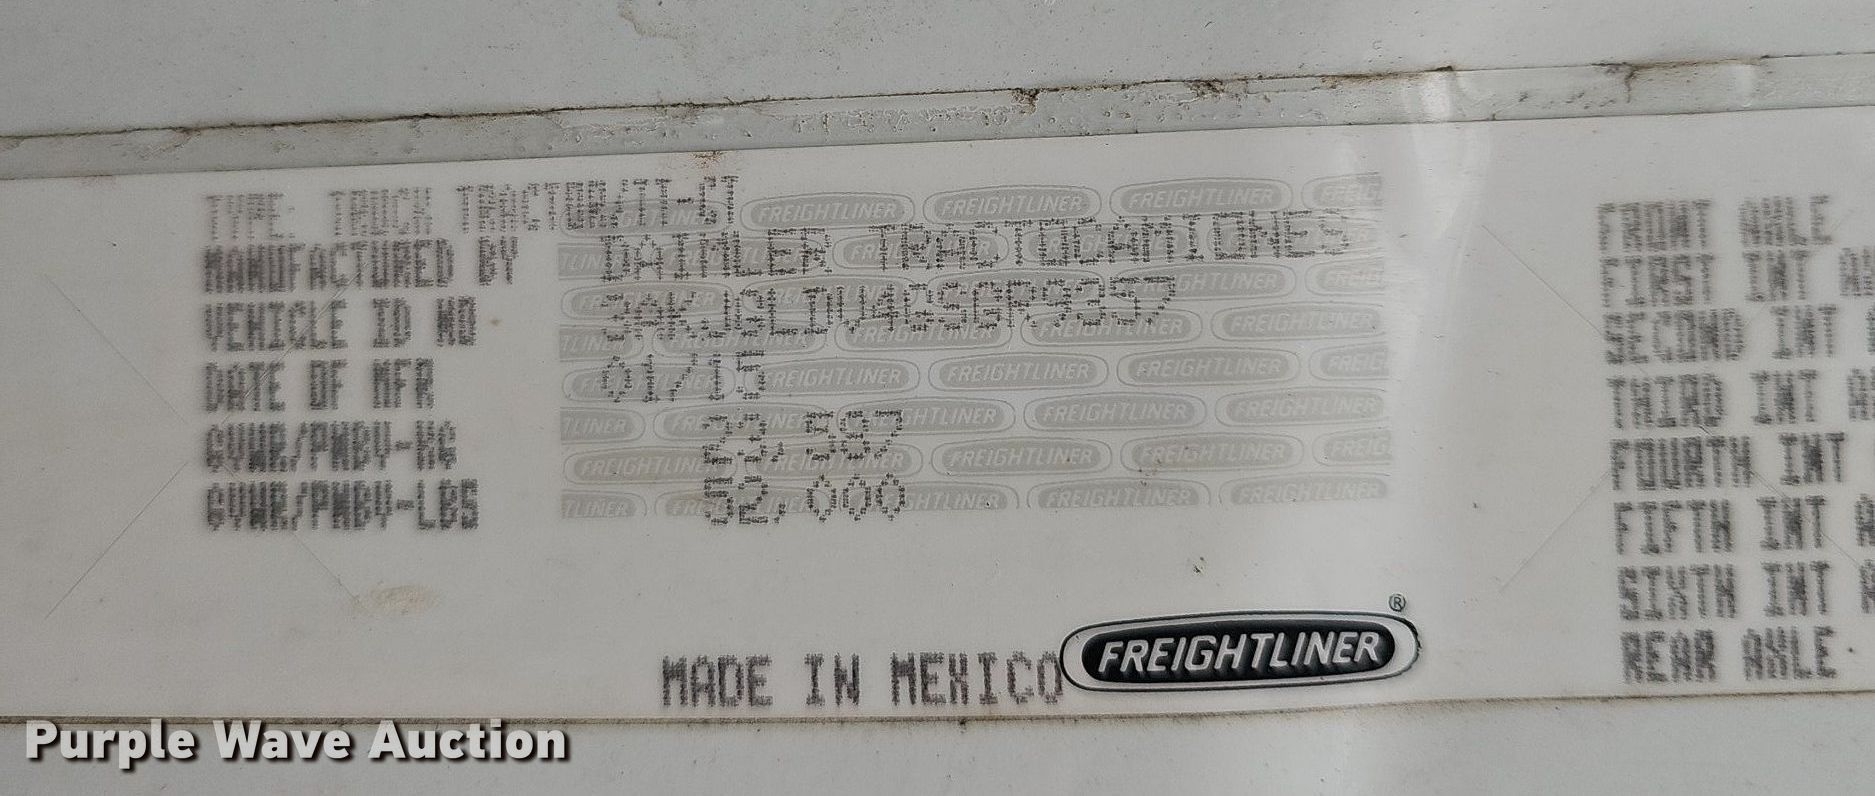 TYPE: TRUCK TRACTOR/TT-CT
MANUFACTURED BY DAIMLER TRACTOCAMIONES
VEHICLE ID NO
DATE OF MFR 01/15
GVWR/PNBV-KG 23,587
GVWR/PNBV-LBS 52,000
MADE IN MEXICO FREIGHTLINER®
FRONT AXLE
FIRST INT
SECOND INT
THIRD INT
FOURTH INT
FIFTH INT
SIXTH INT
REAR AXLE
Purple Wave Auction